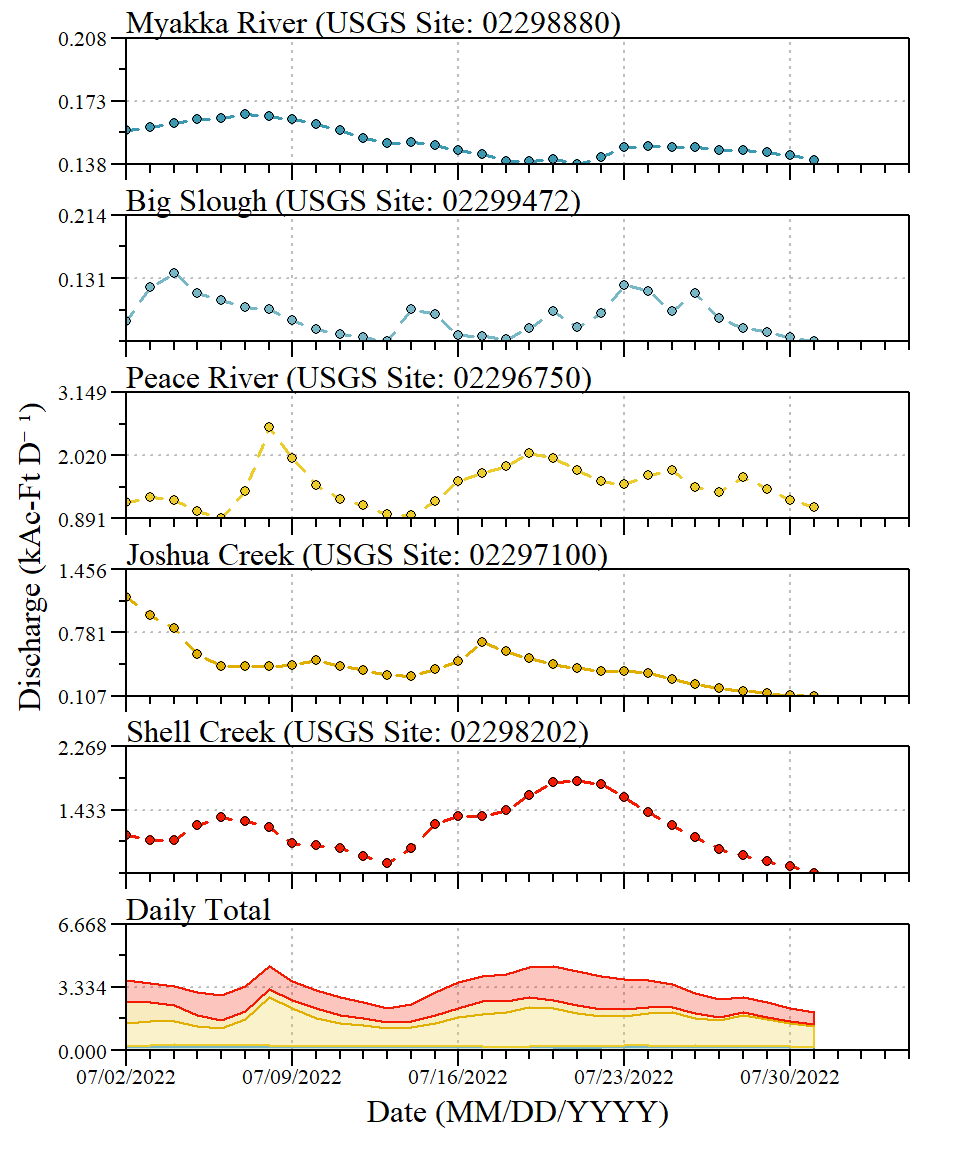 Myakka River (USGS Site: 02298880)
0.208
0.173
0.138
Big Slough (USGS Site: 02299472)
0.214
0.131
Peace River (USGS Site: 02296750)
3.149
2.020
0.891
Joshua Creek (USGS Site: 02297100)
1.456
0.781
0.107
Shell Creek (USGS Site: 02298202)
2.269
1.433
Daily Total
6.668
3.334
0.000
Discharge (kAc-Ft D⁻¹)
07/02/2022 07/09/2022 07/16/2022 07/23/2022 07/30/2022
Date (MM/DD/YYYY)